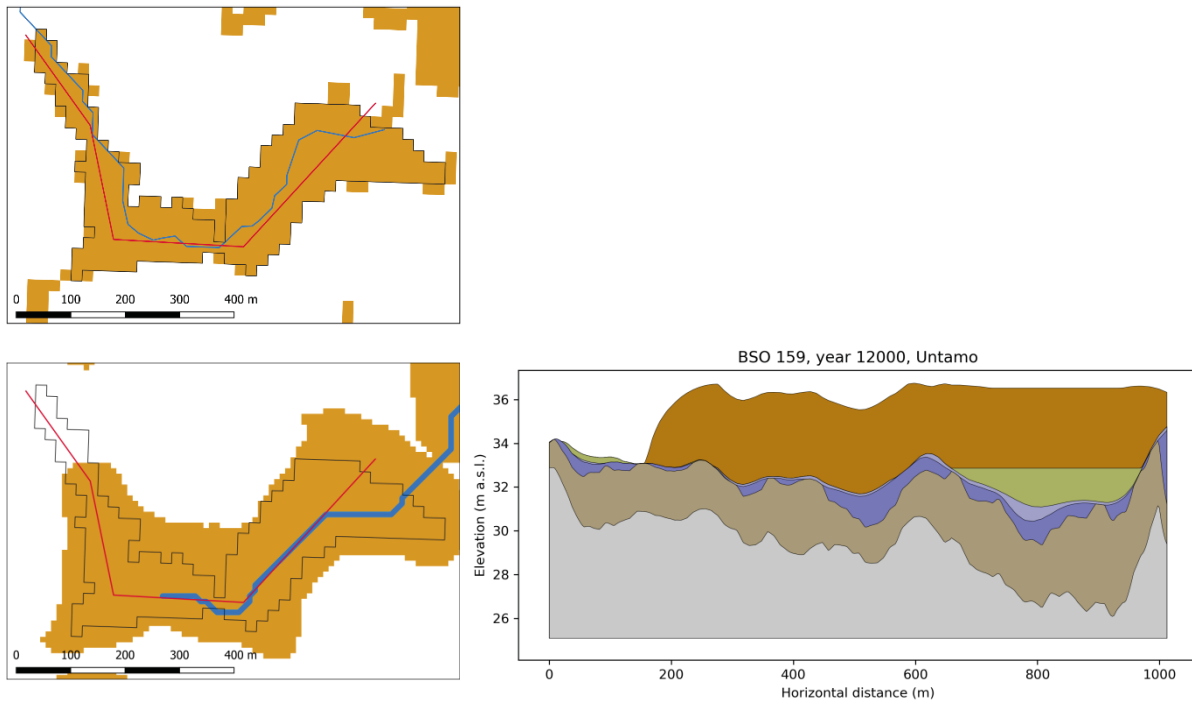 0 100 200 300 400 m
0 100 200 300 400 m
BSO 159, year 12000, Untamo
Elevation (m a.s.l.)
36
34
32
30
28
26
0 200 400 600 800 1000
Horizontal distance (m)